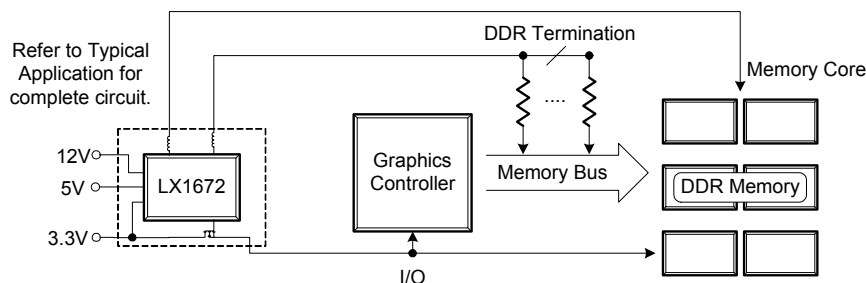 DDR Termination
Refer to Typical
Application for
complete circuit.
Memory Core
12V
5V
3.3V
LX1672
Graphics
Controller
....
Memory Bus
DDR Memory
I/O